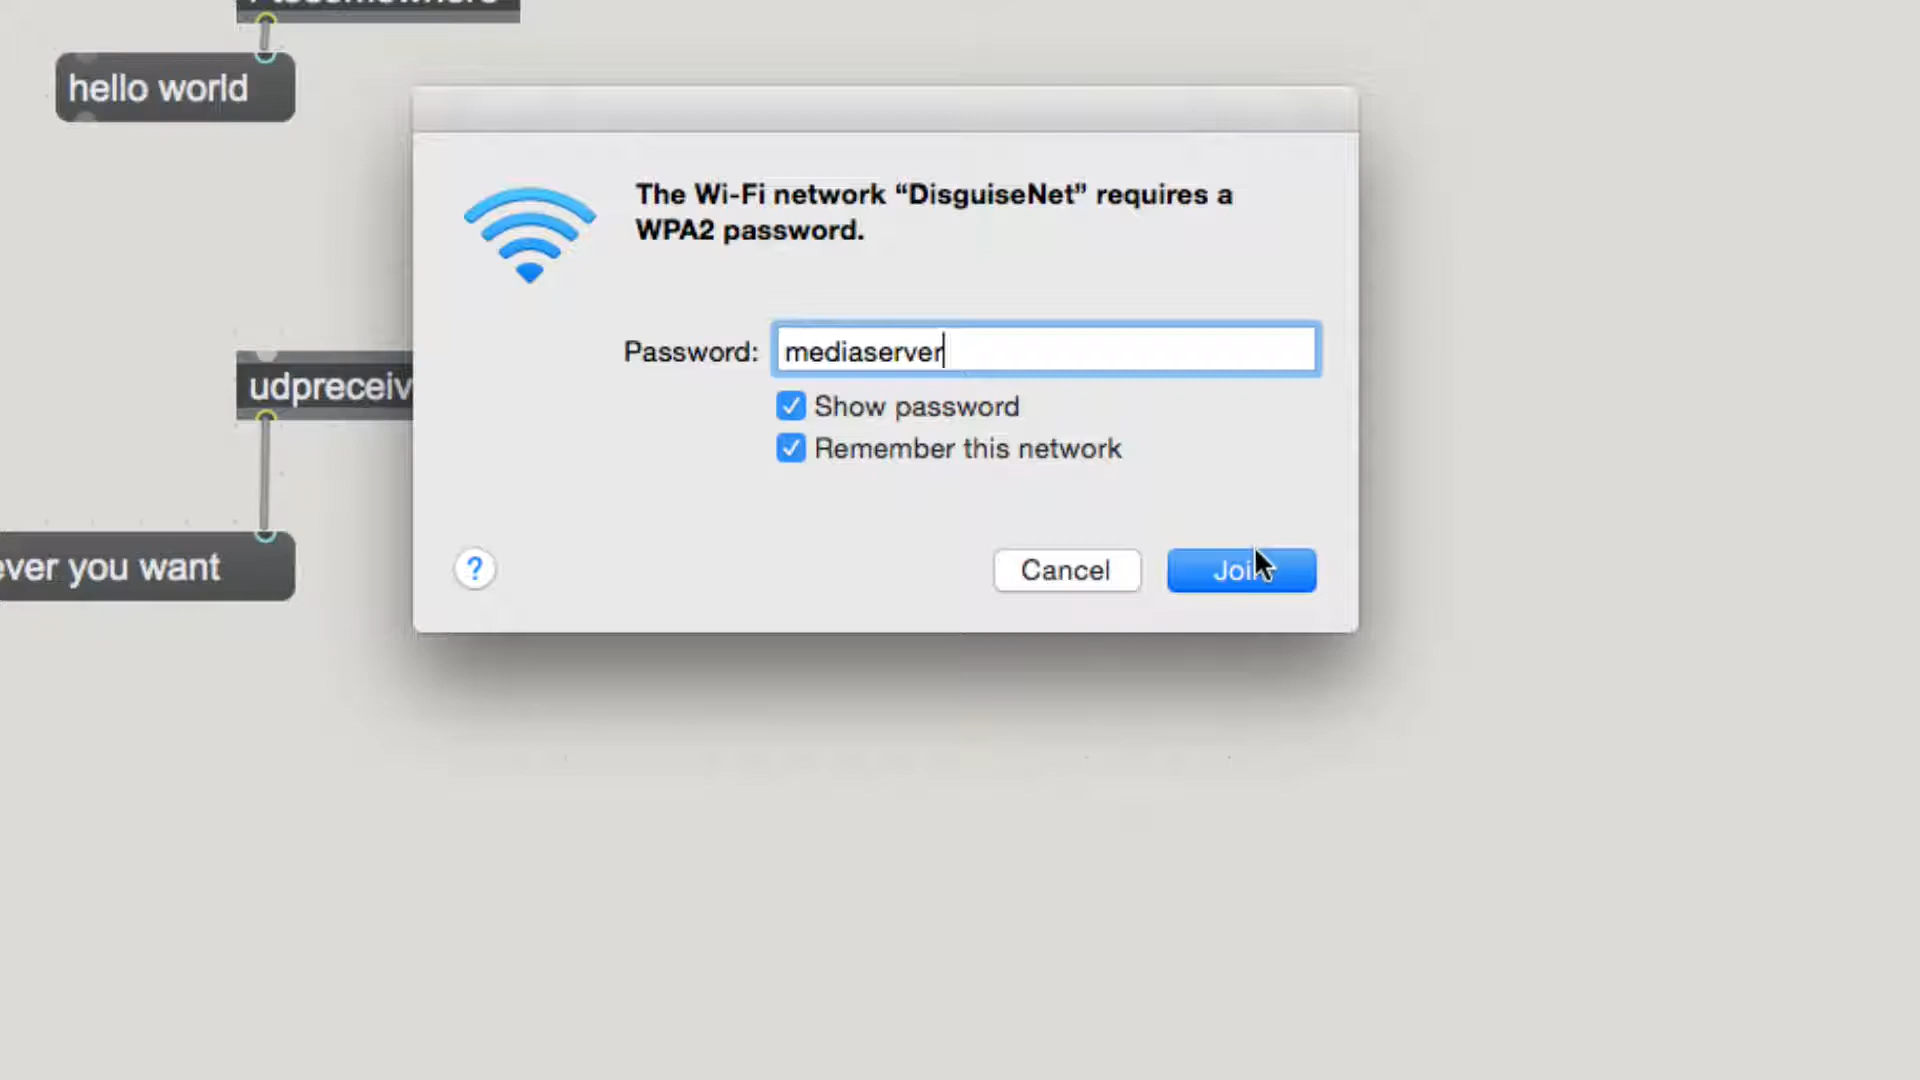 hello world
The Wi-Fi network “DisguiseNet” requires a
WPA2 password.
Password: mediaserver
Show password
Remember this network
udpreceiv
ever you want
?
Cancel
Join